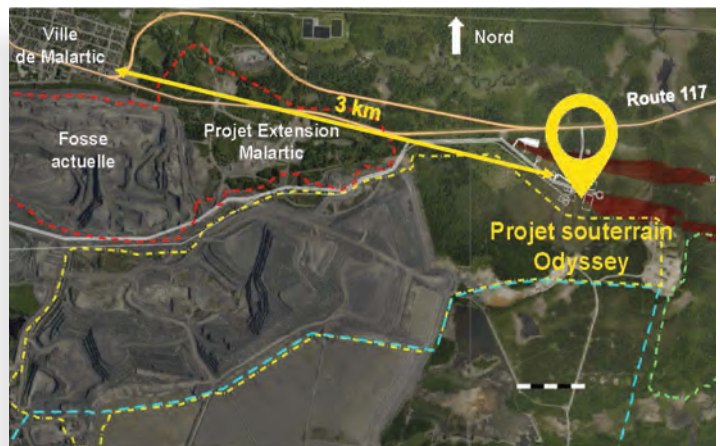 Ville
de Malartic
Nord
Route 117
3 km
Projet Extension
Malartic
Fosse
actuelle
Projet souterrain
Odyssey